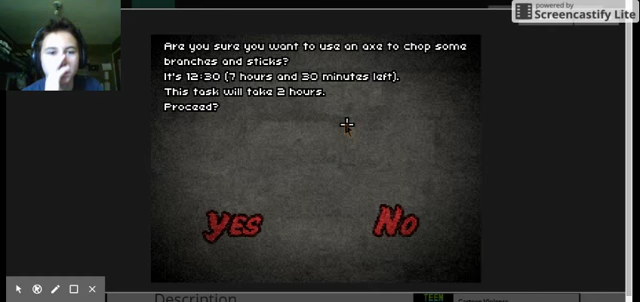 powered by
Screencastify Lite
Are you sure you want to use an axe to chop some
branches and sticks?
It's 12:30 (7 hours and 30 minutes left).
This task will take 2 hours.
Proceed?
Yes
No
Description
TEEN